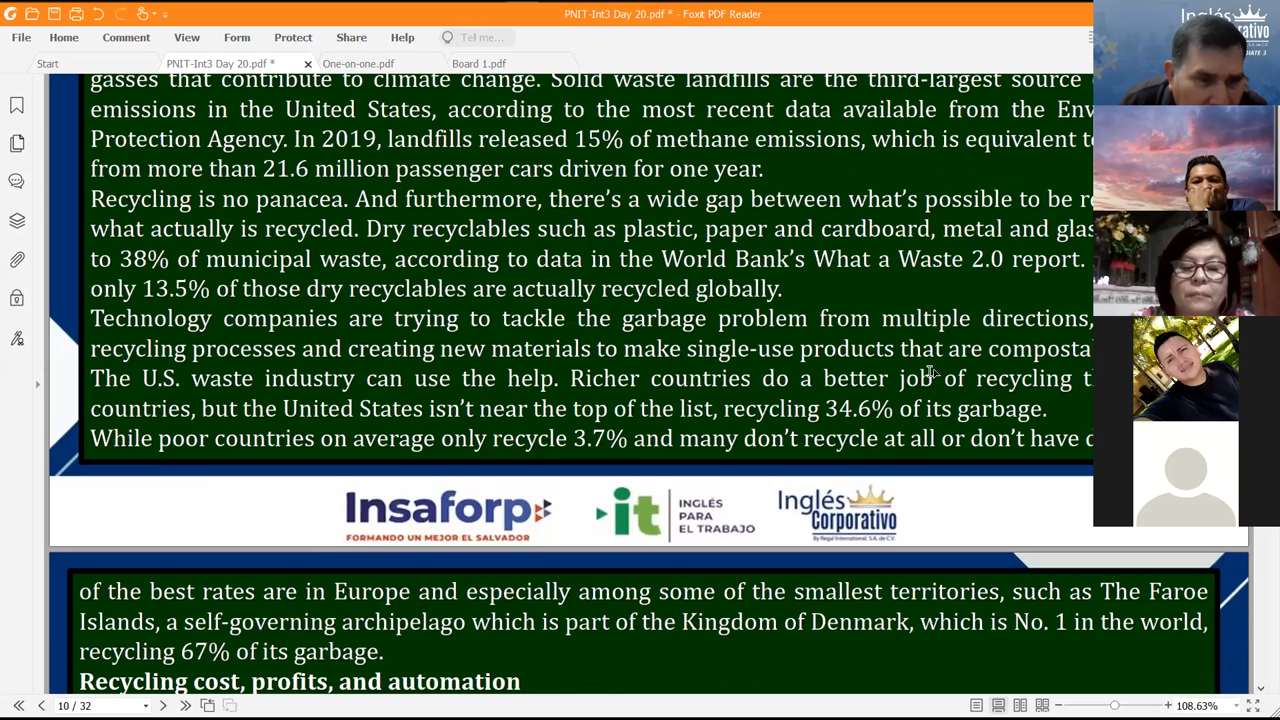 PNIT-Int3 Day 20.pdf * - Foxit PDF Reader
File Home Comment View Form Protect Share Help Tell me...
Start PNIT-Int3 Day 20.pdf * One-on-one.pdf Board 1.pdf
Inglés
gasses that contribute to climate change. Solid waste landfills are the third-largest source
emissions in the United States, according to the most recent data available from the
Protection Agency. In 2019, landfills released 15% of methane emissions, which is equivalent
from more than 21.6 million passenger cars driven for one year.
Recycling is no panacea. And furthermore, there's a wide gap between what's possible to be
what actually is recycled. Dry recyclables such as plastic, paper and cardboard, metal and
to 38% of municipal waste, according to data in the World Bank's What a Waste 2.0 report.
only 13.5% of those dry recyclables are actually recycled globally.
Technology companies are trying to tackle the garbage problem from multiple directions,
recycling processes and creating new materials to make single-use products that are
The U.S. waste industry can use the help. Richer countries do a better job of recycling
countries, but the United States isn't near the top of the list, recycling 34.6% of its garbage.
While poor countries on average only recycle 3.7% and many don't recycle at all or don't have
Insaforp
FORMANDO UN MEJOR EL SALVADOR
it INGLÉS
PARA
EL TRABAJO
Inglés
Corporativo
By Regal International, S.A. de C.V.
of the best rates are in Europe and especially among some of the smallest territories, such as The Faroe
Islands, a self-governing archipelago which is part of the Kingdom of Denmark, which is No. 1 in the world,
recycling 67% of its garbage.
Recycling cost, profits, and automation
10 / 32 108.63%